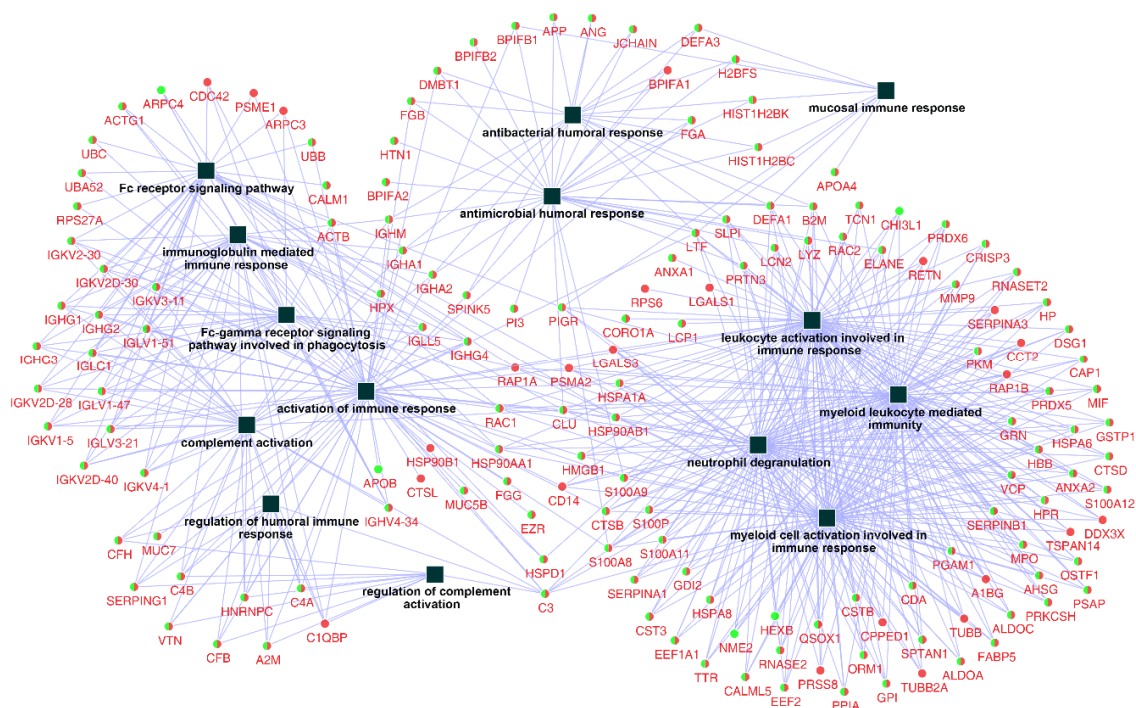 APP
ANG
BPIFB1
JCHAIN
DEFA3
BPIFB2
DMBT1
H2BFS
BPIFA1
CDC42
ARPC4
PSME1
ARPC3
ACTG1
FGB
HIST1H2BK
mucosal immune response
antibacterial humoral response
FGA
UBC
UBB
HTN1
HIST1H2BC
UBA52
Fc receptor signaling pathway
CALM1
BPIFA2
APOA4
RPS27A
ACTB
IGHM
antimicrobial humoral response
DEFA1
B2M
TCN1
CHI3L1
SLPI
LTF
LYZ
RAC2
PRDX6
IGKV2-30
immunoglobulin mediated
immune response
IGHA1
LCN2
ELANE
RETN
CRISP3
IGKV2D-30
IGHA2
ANXA1
PRTN3
RNASET2
IGKV3-11
HPX
SPINK5
RPS6
LGALS1
MMP9
HP
IGHG1
IGHG2
PI3
PIGR
SERPINA3
Fc-gamma receptor signaling
pathway involved in phagocytosis
IGLL5
CORO1A
LCP1
leukocyte activation involved in
immune response
DSG1
IGLV1-51
IGHG4
LGALS3
CCT2
IGHG3
IGLC1
PKM
CAP1
RAP1A
PSMA2
RAP1B
HSPA1A
PRDX5
MIF
IGKV2D-28
IGLV1-47
activation of immune response
RAC1
CLU
HSP90AB1
myeloid leukocyte mediated
immunity
GSTP1
IGKV1-5
IGLV3-21
complement activation
GRN
HSPA6
HBB
CTSD
IGKV2D-40
IGKV4-1
HSP90B1
HSP90AA1
HMGB1
neutrophil degranulation
APOB
CTSL
MUC5B
FGG
CD14
S100A9
VCP
ANXA2
S100A12
regulation of humoral immune
response
IGHV4-34
EZR
CTSB
S100P
myeloid cell activation involved in
immune response
SERPINB1
HPR
DDX3X
CFH
MUC7
S100A8
S100A11
TSPAN14
MPO
HSPD1
OSTF1
C4B
regulation of complement
activation
SERPINA1
GDI2
PGAM1
AHSG
PSAP
SERPING1
HNRNPC
C4A
C3
CDA
A1BG
PRKCSH
HSPA8
CSTB
ALDOC
CST3
HEXB
VTN
C1QBP
EEF1A1
NME2
QSOX1
CPPED1
TUBB
FABP5
CFB
A2M
RNASE2
SPTAN1
TTR
ORM1
ALDOA
CALML5
PRSS8
TUBB2A
EEF2
PPIA
GPI